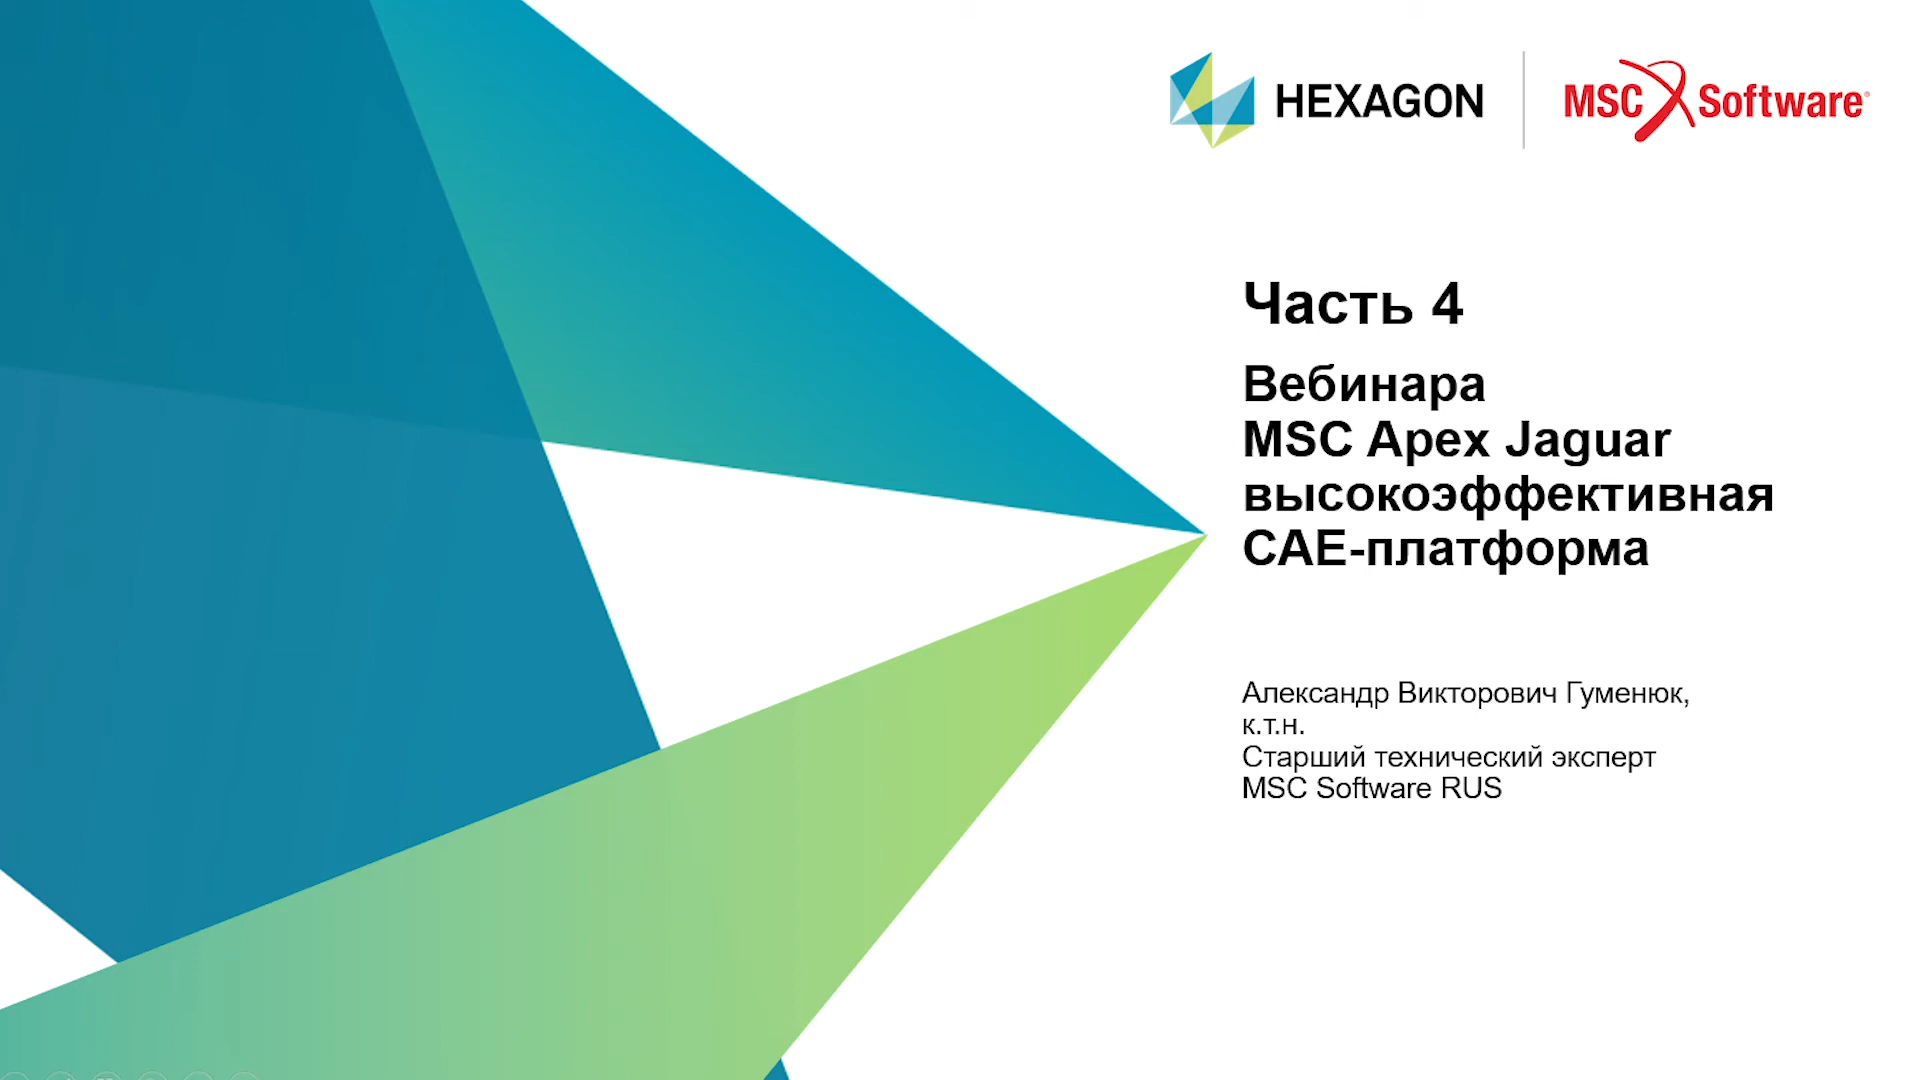 HEXAGON
MSC Software
Часть 4
Вебинара
MSC Apex Jaguar
высокоэффективная
CAE-платформа
Александр Викторович Гуменюк,
к.т.н.
Старший технический эксперт
MSC Software RUS